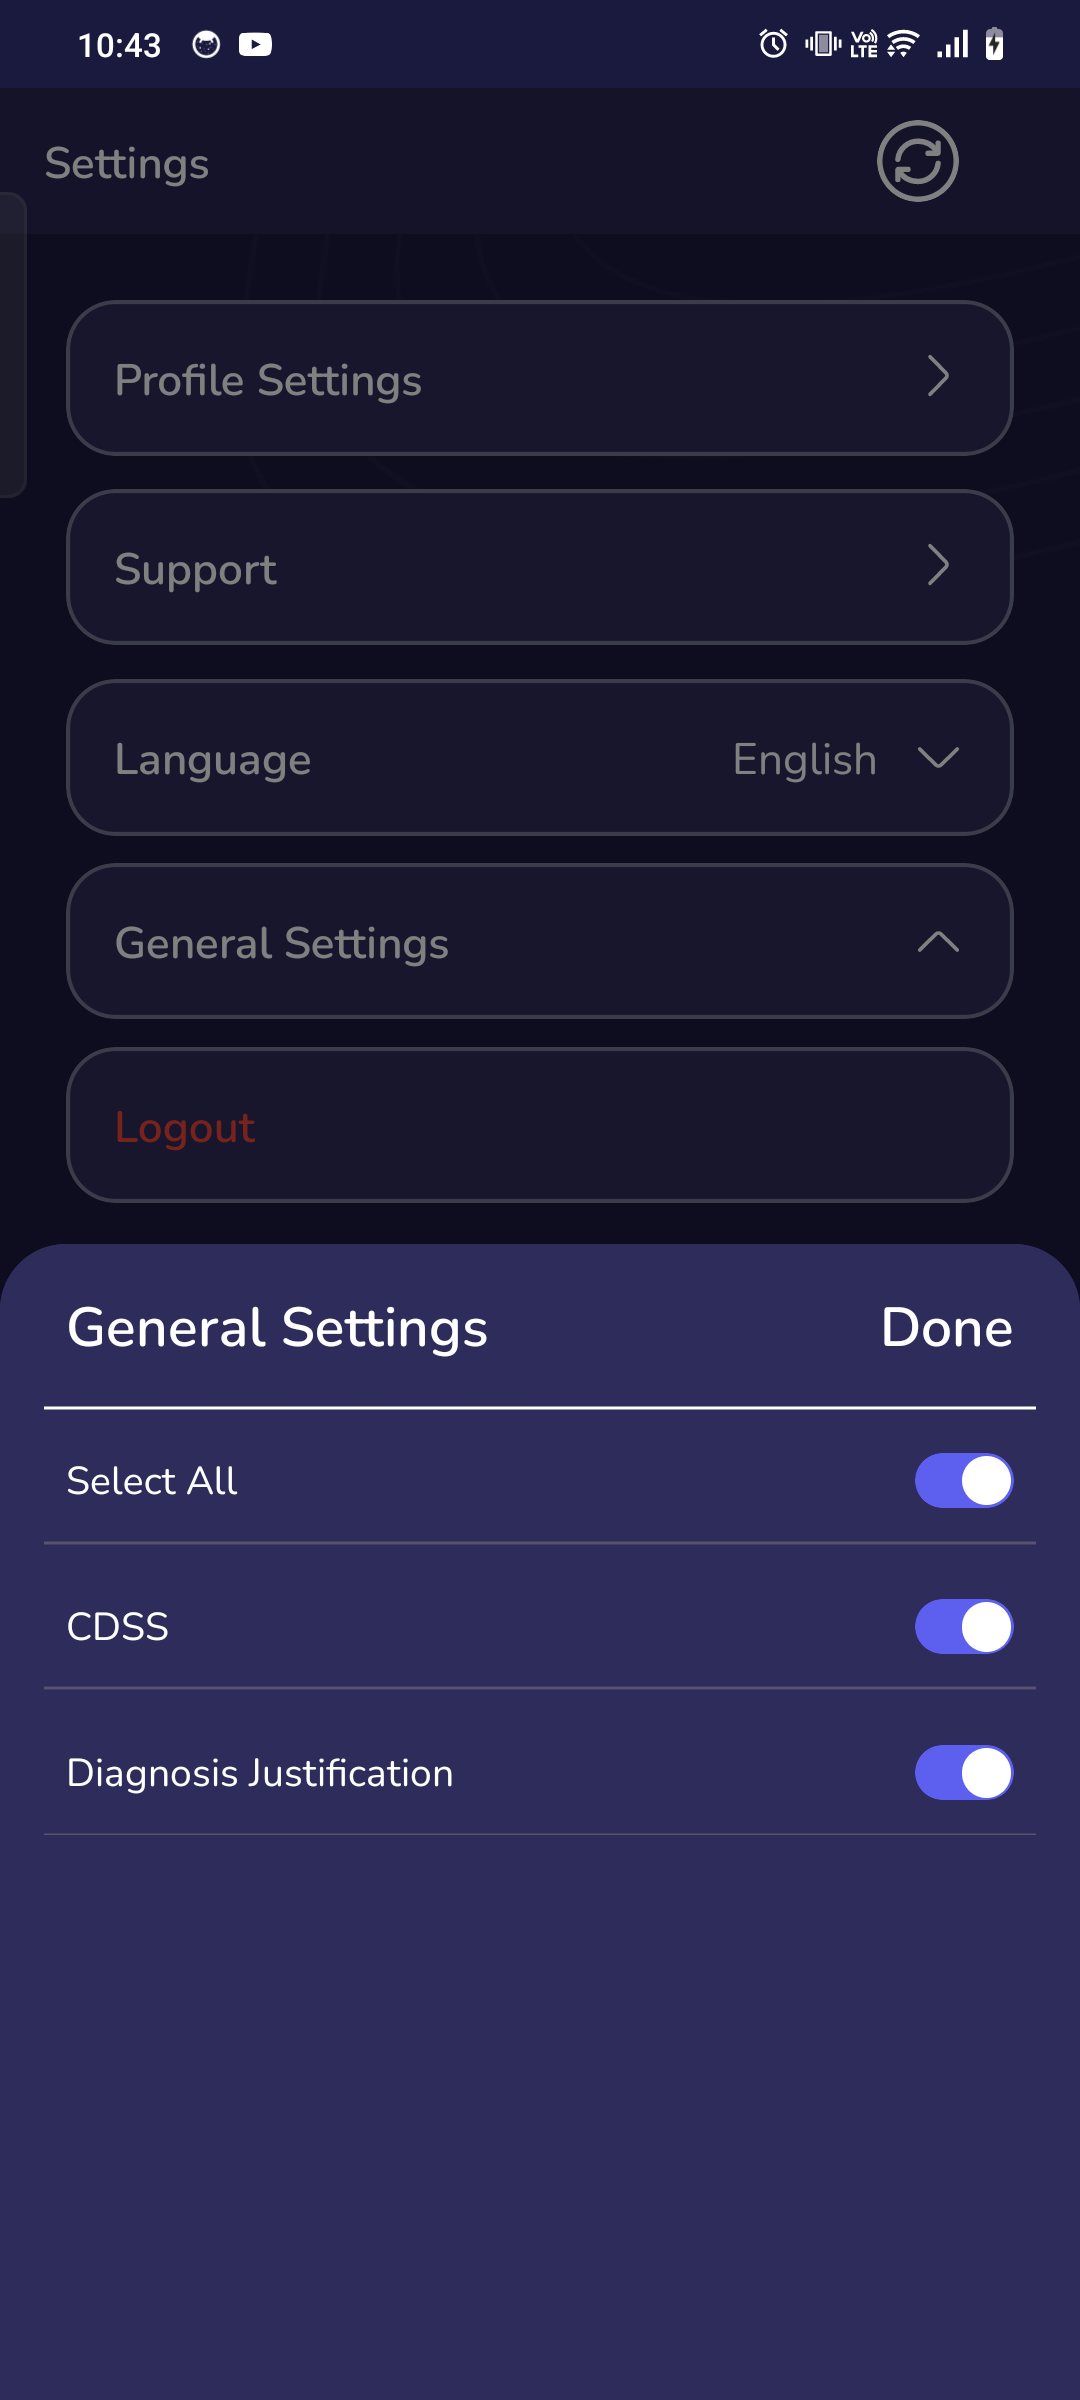 10:43
Vo) LTE
Settings
Profile Settings
Support
Language English
General Settings
Logout
General Settings Done
Select All
CDSS
Diagnosis Justification